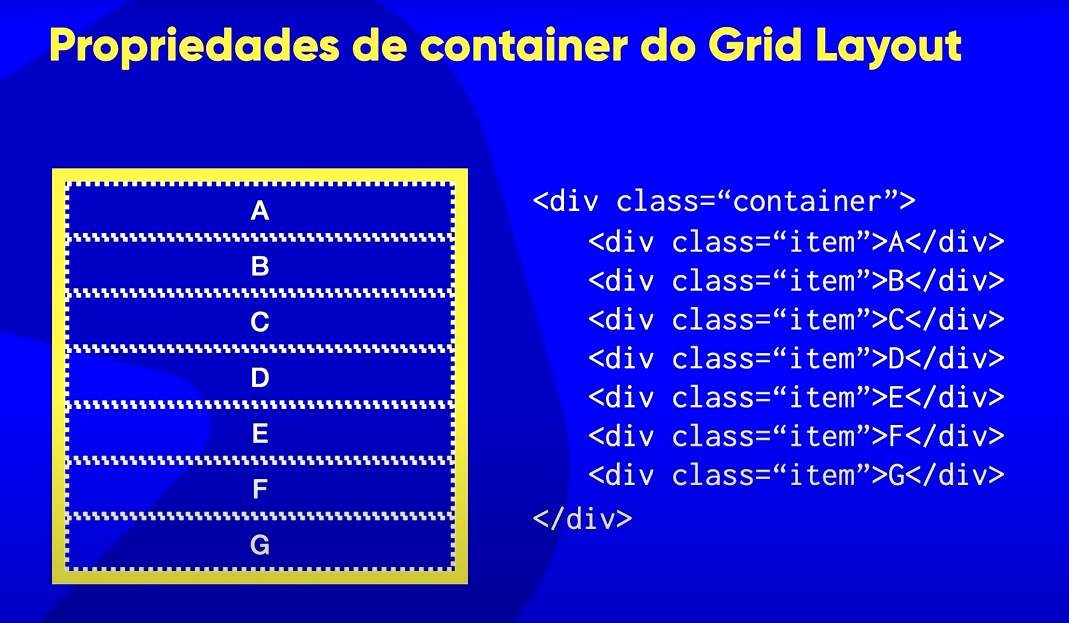 Propriedades de container do Grid Layout
A
B
C
D
E
F
G
<div class=“container”>
<div class=“item”>A</div>
<div class=“item”>B</div>
<div class=“item”>C</div>
<div class=“item”>D</div>
<div class=“item”>E</div>
<div class=“item”>F</div>
<div class=“item”>G</div>
</div>